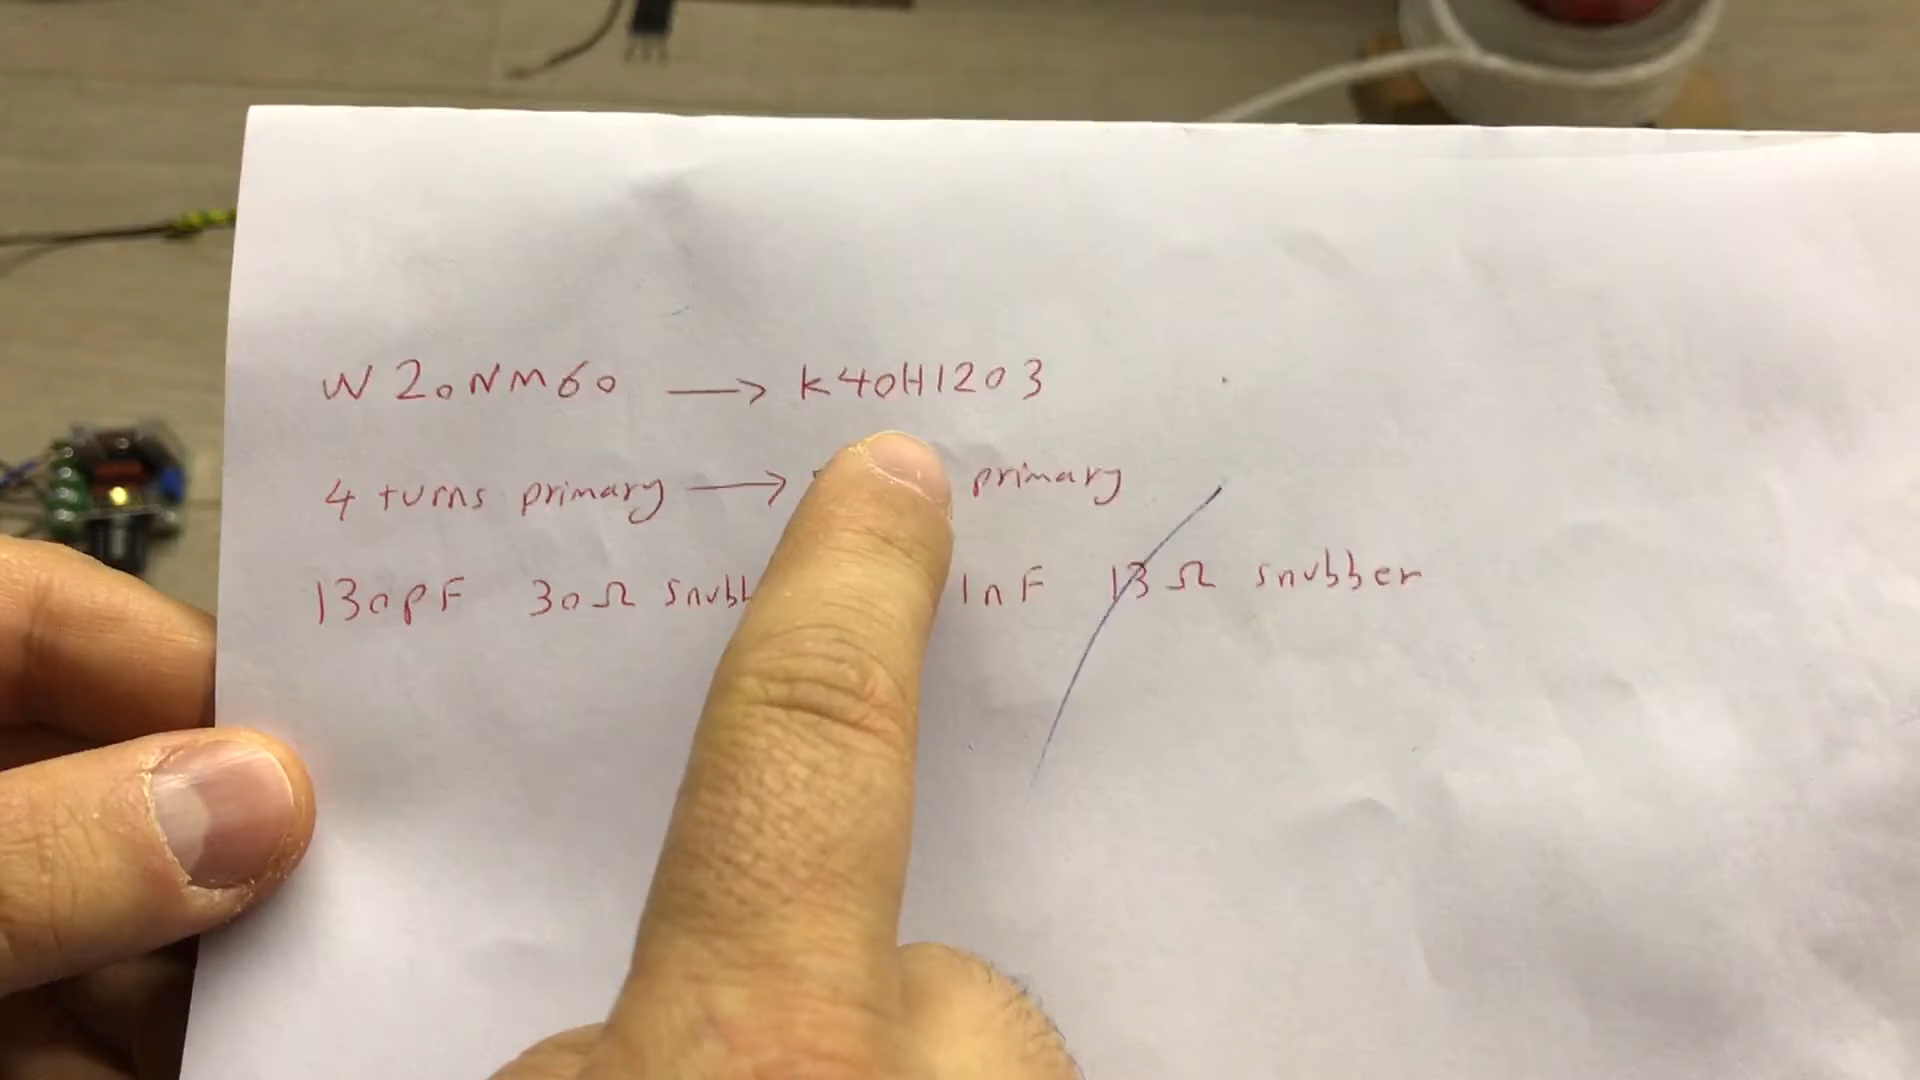 W20NM60 → K40H1203
4 turns primary → primary
130pF 30Ω snubb 1nF 13Ω snubber